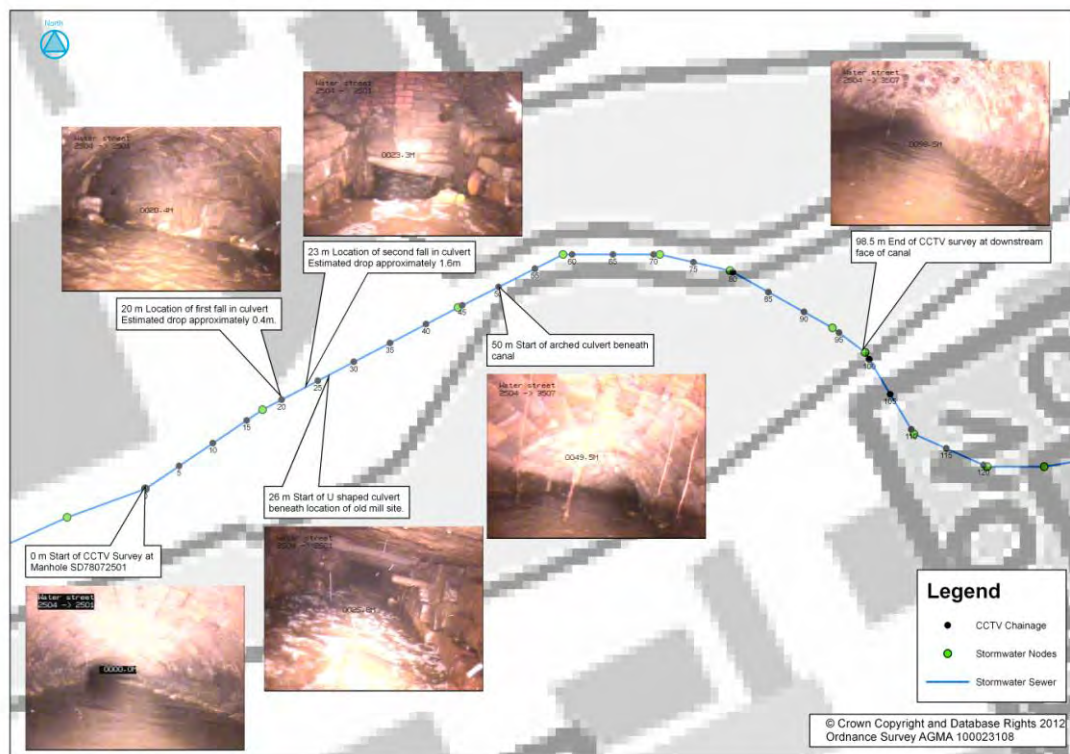 North
Water street
2504 -> 2501
0023.3M
Water street
2504 -> 3507
0098.5M
Water street
2504 -> 2501
0020.4M
23 m Location of second fall in culvert
Estimated drop approximately 1.6m
98.5 m End of CCTV survey at downstream
face of canal
20 m Location of first fall in culvert
Estimated drop approximately 0.4m.
50 m Start of arched culvert beneath
canal
5
10
15
20
25
30
35
40
45
55
60
65
70
75
80
85
90
95
100
105
110
115
120
Water street
2504 -> 3507
0049.5M
26 m Start of U shaped culvert
beneath location of old mill site.
0 m Start of CCTV Survey at
Manhole SD78072501
Water street
2504 -> 2501
Water street
2504 -> 2501
0000.0M
Legend
CCTV Chainage
Stormwater Nodes
Stormwater Sewer
© Crown Copyright and Database Rights 2012
Ordnance Survey AGMA 100023108